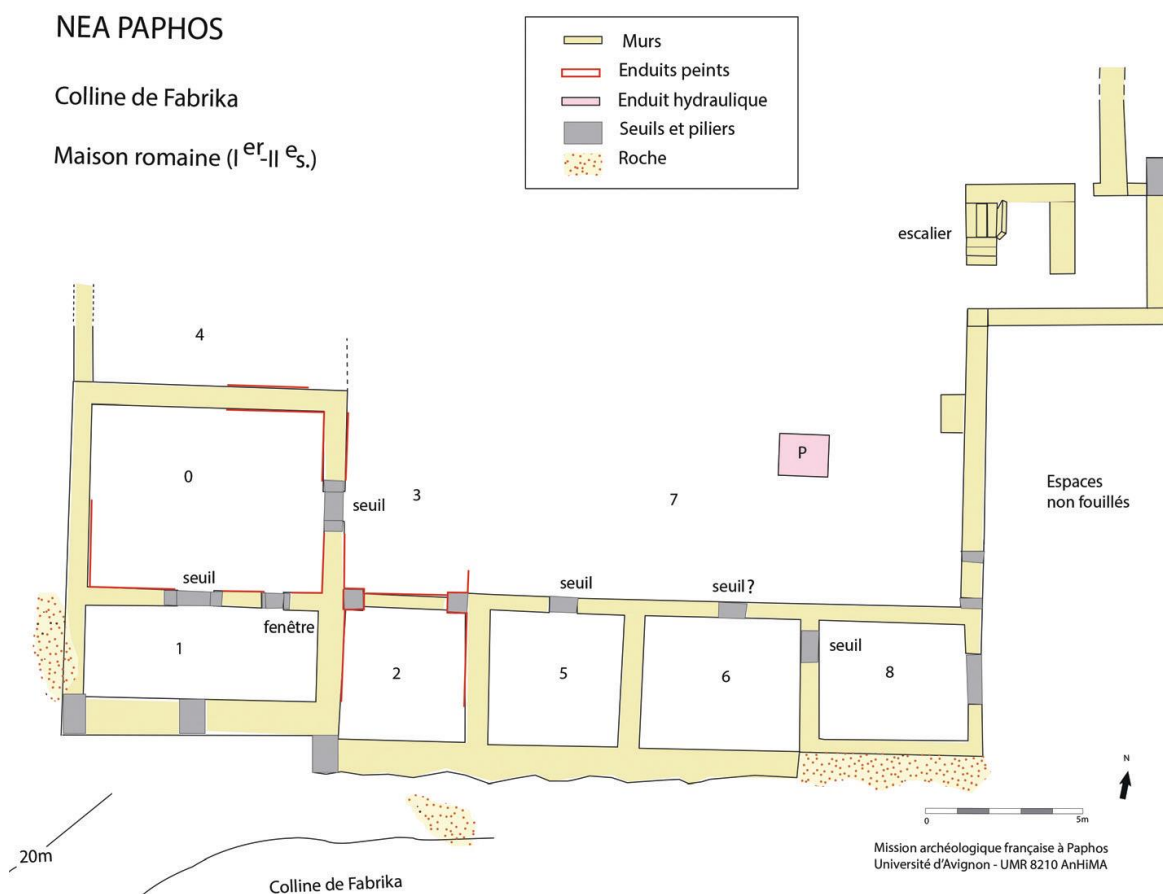 NEA PAPHOS
Colline de Fabrika
Maison romaine (I er-II e s.)
Murs
Enduits peints
Enduit hydraulique
Seuils et piliers
Roche
escalier
4
0
seuil
3
7
P
Espaces
non fouillés
seuil
fenêtre
seuil
seuil ?
seuil
1
2
5
6
8
N
0 5m
20m
Colline de Fabrika
Mission archéologique française à Paphos
Université d'Avignon - UMR 8210 AnHiMA